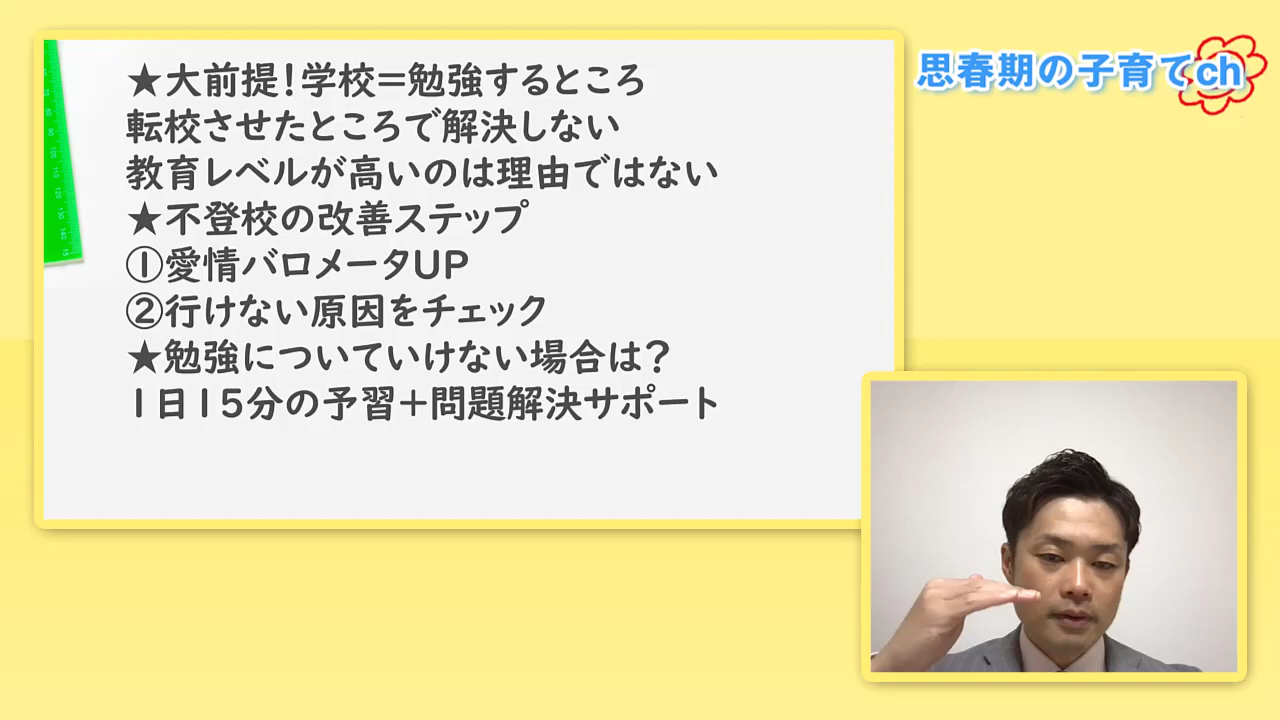 ★大前提!学校=勉強するところ
転校させたところで解決しない
教育レベルが高いのは理由ではない
★不登校の改善ステップ
①愛情バロメータUP
②行けない原因をチェック
★勉強についていけない場合は?
1日15分の予習+問題解決サポート
思春期の子育てch